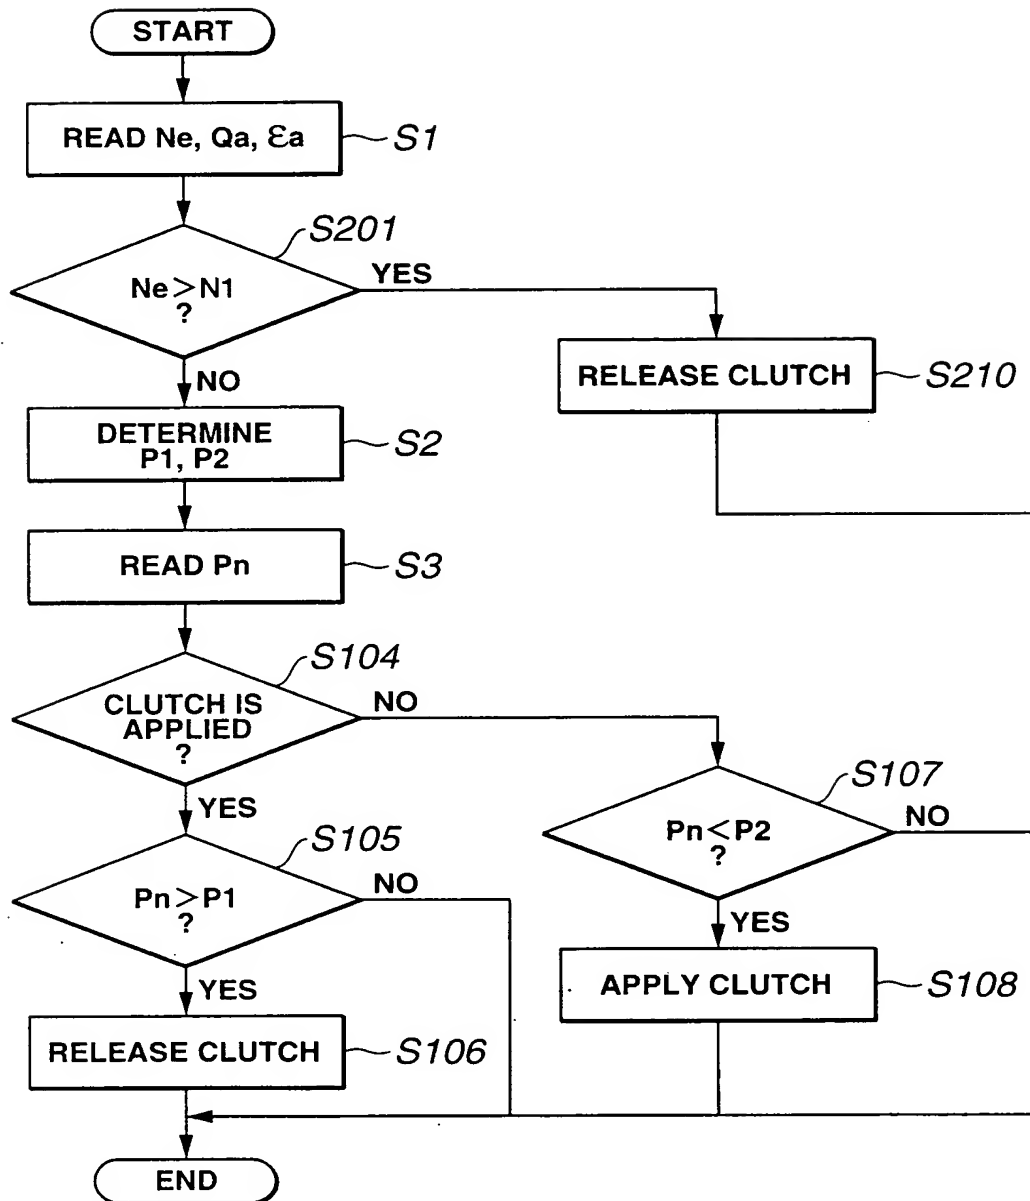 START
READ Ne, Qa, εa
S1
S201
Ne>N1
?
YES
NO
RELEASE CLUTCH
S210
DETERMINE
P1, P2
S2
READ Pn
S3
S104
CLUTCH IS
APPLIED
?
NO
YES
S107
Pn<P2
?
NO
YES
S105
Pn>P1
?
NO
YES
APPLY CLUTCH
S108
RELEASE CLUTCH
S106
END